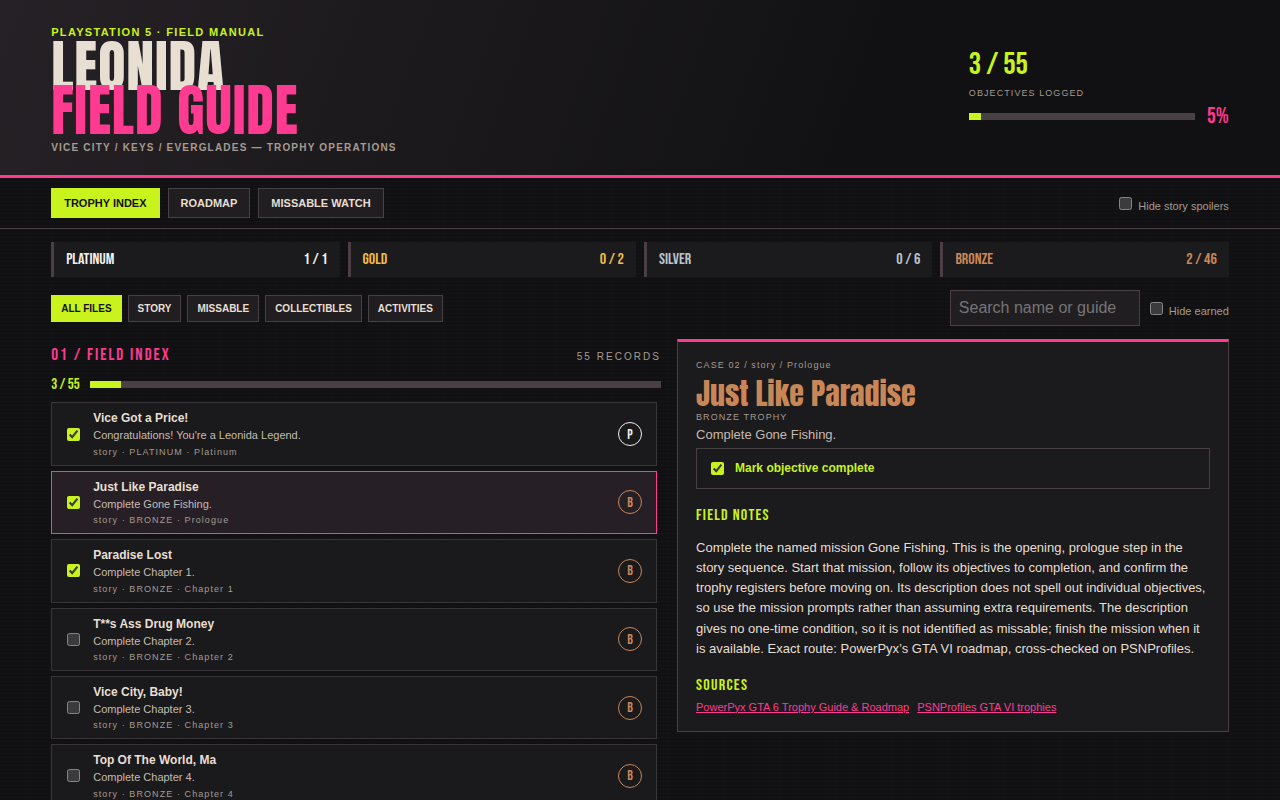 PLAYSTATION 5 · FIELD MANUAL
LEONIDA
FIELD GUIDE
VICE CITY / KEYS / EVERGLADES — TROPHY OPERATIONS
3 / 55
OBJECTIVES LOGGED
5%
TROPHY INDEX
ROADMAP
MISSABLE WATCH
Hide story spoilers
PLATINUM 1 / 1
GOLD 0 / 2
SILVER 0 / 6
BRONZE 2 / 46
ALL FILES
STORY
MISSABLE
COLLECTIBLES
ACTIVITIES
Search name or guide
Hide earned
01 / FIELD INDEX
55 RECORDS
3 / 55
Vice Got a Price!
Congratulations! You're a Leonida Legend.
story · PLATINUM · Platinum
P
Just Like Paradise
Complete Gone Fishing.
story · BRONZE · Prologue
B
Paradise Lost
Complete Chapter 1.
story · BRONZE · Chapter 1
B
T**s Ass Drug Money
Complete Chapter 2.
story · BRONZE · Chapter 2
B
Vice City, Baby!
Complete Chapter 3.
story · BRONZE · Chapter 3
B
Top Of The World, Ma
Complete Chapter 4.
story · BRONZE · Chapter 4
B
CASE 02 / story / Prologue
Just Like Paradise
BRONZE TROPHY
Complete Gone Fishing.
Mark objective complete
FIELD NOTES
Complete the named mission Gone Fishing. This is the opening, prologue step in the
story sequence. Start that mission, follow its objectives to completion, and confirm the
trophy registers before moving on. Its description does not spell out individual objectives,
so use the mission prompts rather than assuming extra requirements. The description
gives no one-time condition, so it is not identified as missable; finish the mission when it
is available. Exact route: PowerPyx's GTA VI roadmap, cross-checked on PSNProfiles.
SOURCES
PowerPyx GTA 6 Trophy Guide & Roadmap PSNProfiles GTA VI trophies